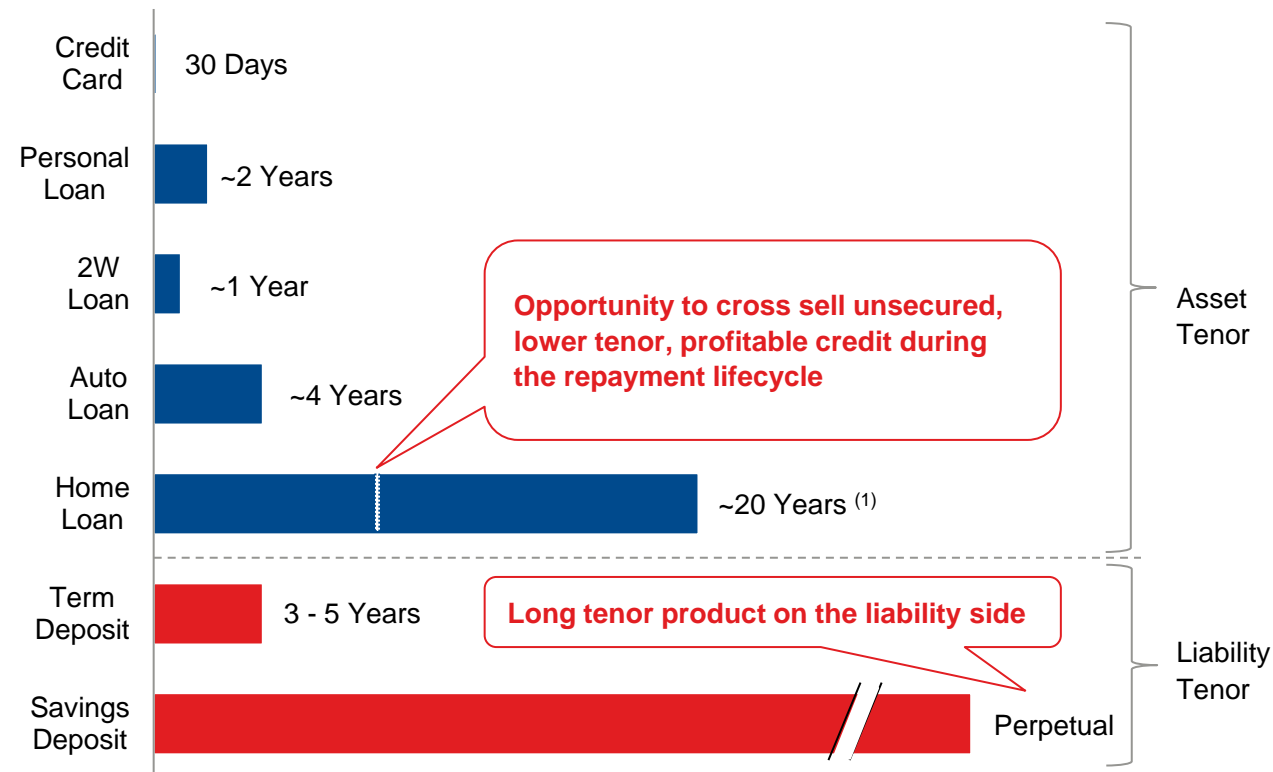 Credit
Card
30 Days
Personal
Loan
~2 Years
2W
Loan
~1 Year
Opportunity to cross sell unsecured,
lower tenor, profitable credit during
the repayment lifecycle
Asset
Tenor
Auto
Loan
~4 Years
Home
Loan
~20 Years (1)
Term
Deposit
3 - 5 Years
Long tenor product on the liability side
Liability
Tenor
Savings
Deposit
Perpetual